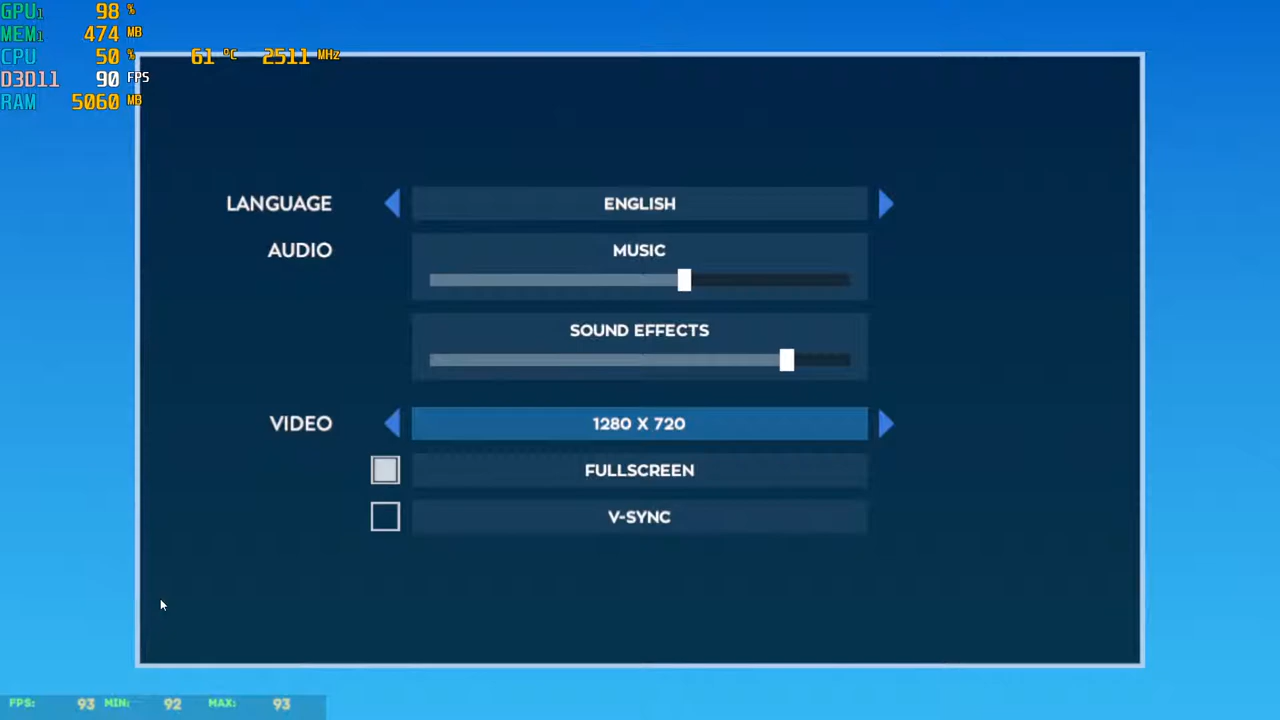 GPU1 98 %
MEM1 474 MB
CPU 50 % 61 °C 2511 MHz
D3D11 90 FPS
RAM 5060 MB
LANGUAGE ENGLISH
AUDIO MUSIC
SOUND EFFECTS
VIDEO 1280 X 720
FULLSCREEN
V-SYNC
FPS: 93 MIN: 92 MAX: 93